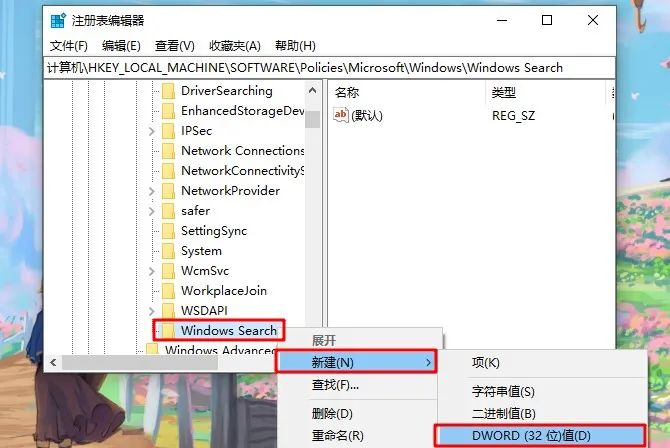 注册表编辑器
文件(F) 编辑(E) 查看(V) 收藏夹(A) 帮助(H)
计算机\HKEY_LOCAL_MACHINE\SOFTWARE\Policies\Microsoft\Windows\Windows Search
DriverSearching
EnhancedStorageDev
IPSec
Network Connections
NetworkConnectivityS
NetworkProvider
safer
SettingSync
System
WcmSvc
WorkplaceJoin
WSDAPI
Windows Search
Windows Advanced
名称 类型
ab (默认) REG_SZ
展开
新建(N)
查找(F)...
删除(D)
重命名(R)
项(K)
字符串值(S)
二进制值(B)
DWORD (32 位)值(D)